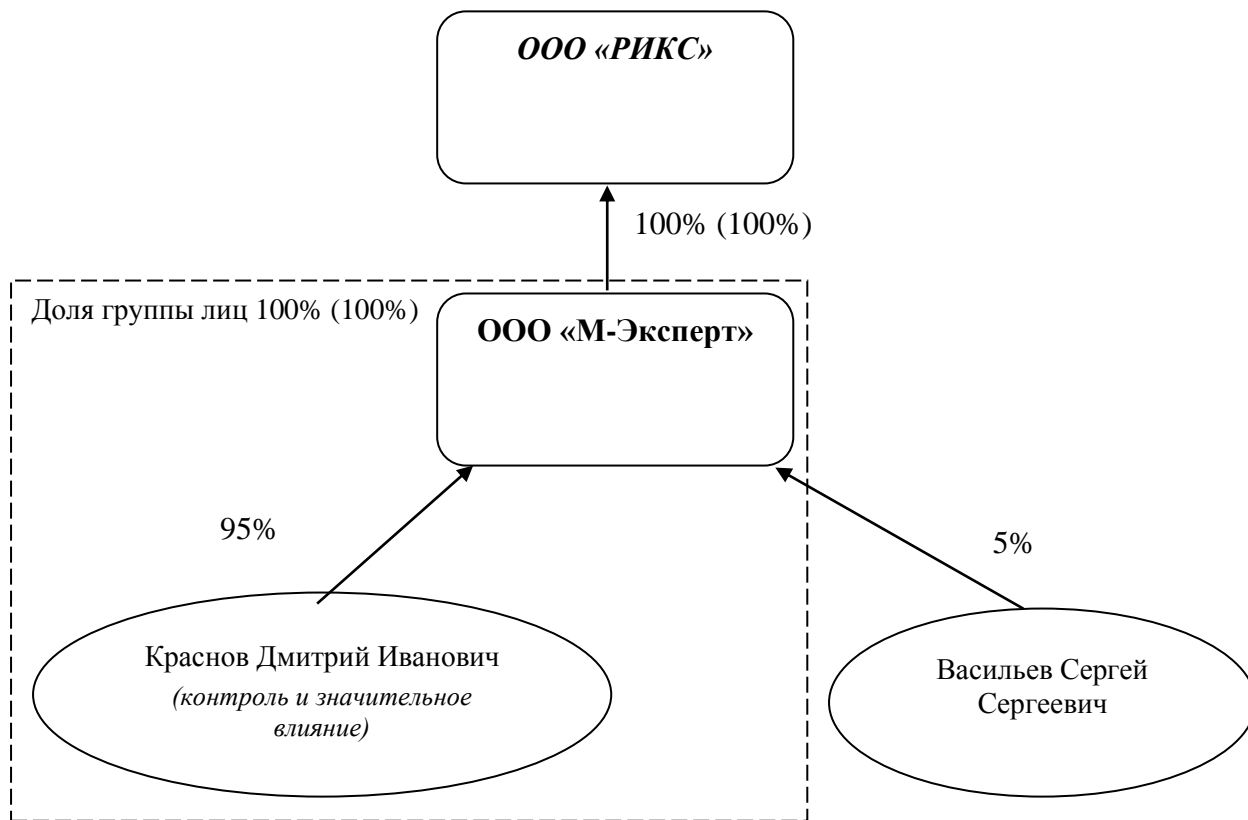 ООО «РИКС»
100% (100%)
Доля группы лиц 100% (100%)
ООО «М-Эксперт»
95%
5%
Краснов Дмитрий Иванович
(контроль и значительное
влияние)
Васильев Сергей
Сергеевич